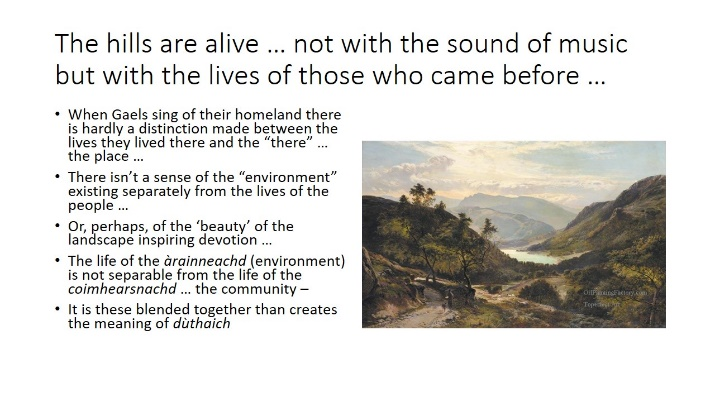 The hills are alive … not with the sound of music
but with the lives of those who came before …
• When Gaels sing of their homeland there
is hardly a distinction made between the
lives they lived there and the “there” …
the place …
• There isn’t a sense of the “environment”
existing separately from the lives of the
people …
• Or, perhaps, of the ‘beauty’ of the
landscape inspiring devotion …
• The life of the àrainneachd (environment)
is not separable from the life of the
coimhearsnachd … the community –
• It is these blended together than creates
the meaning of dùthaich